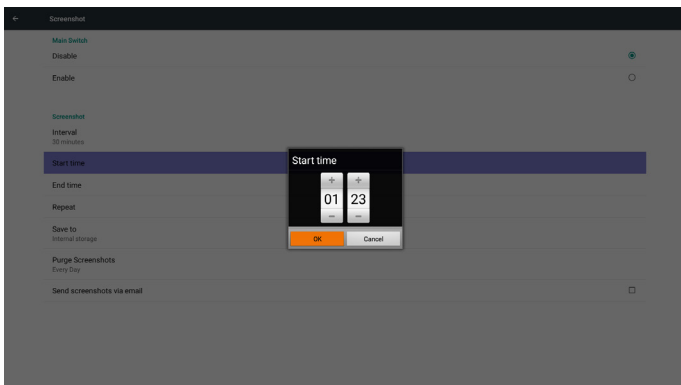 Screenshot
Main Switch
Disable
Enable
Screenshot
Interval
30 minutes
Start time
End time
Repeat
Save to
Internal storage
Purge Screenshots
Every Day
Send screenshots via email
Start time
+ +
01 23
- -
OK Cancel